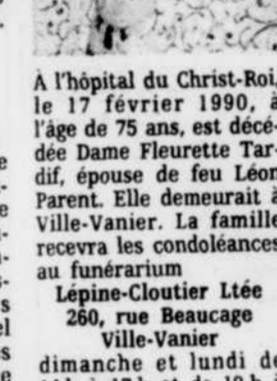 À l'hôpital du Christ-Roi,
le 17 février 1990, à
l'âge de 75 ans, est décé-
dée Dame Fleurette Tar-
dif, épouse de feu Léon
Parent. Elle demeurait à
Ville-Vanier. La famille
recevra les condoléances
au funérarium
Lépine-Cloutier Ltée
260, rue Beaucage
Ville-Vanier
dimanche et lundi de